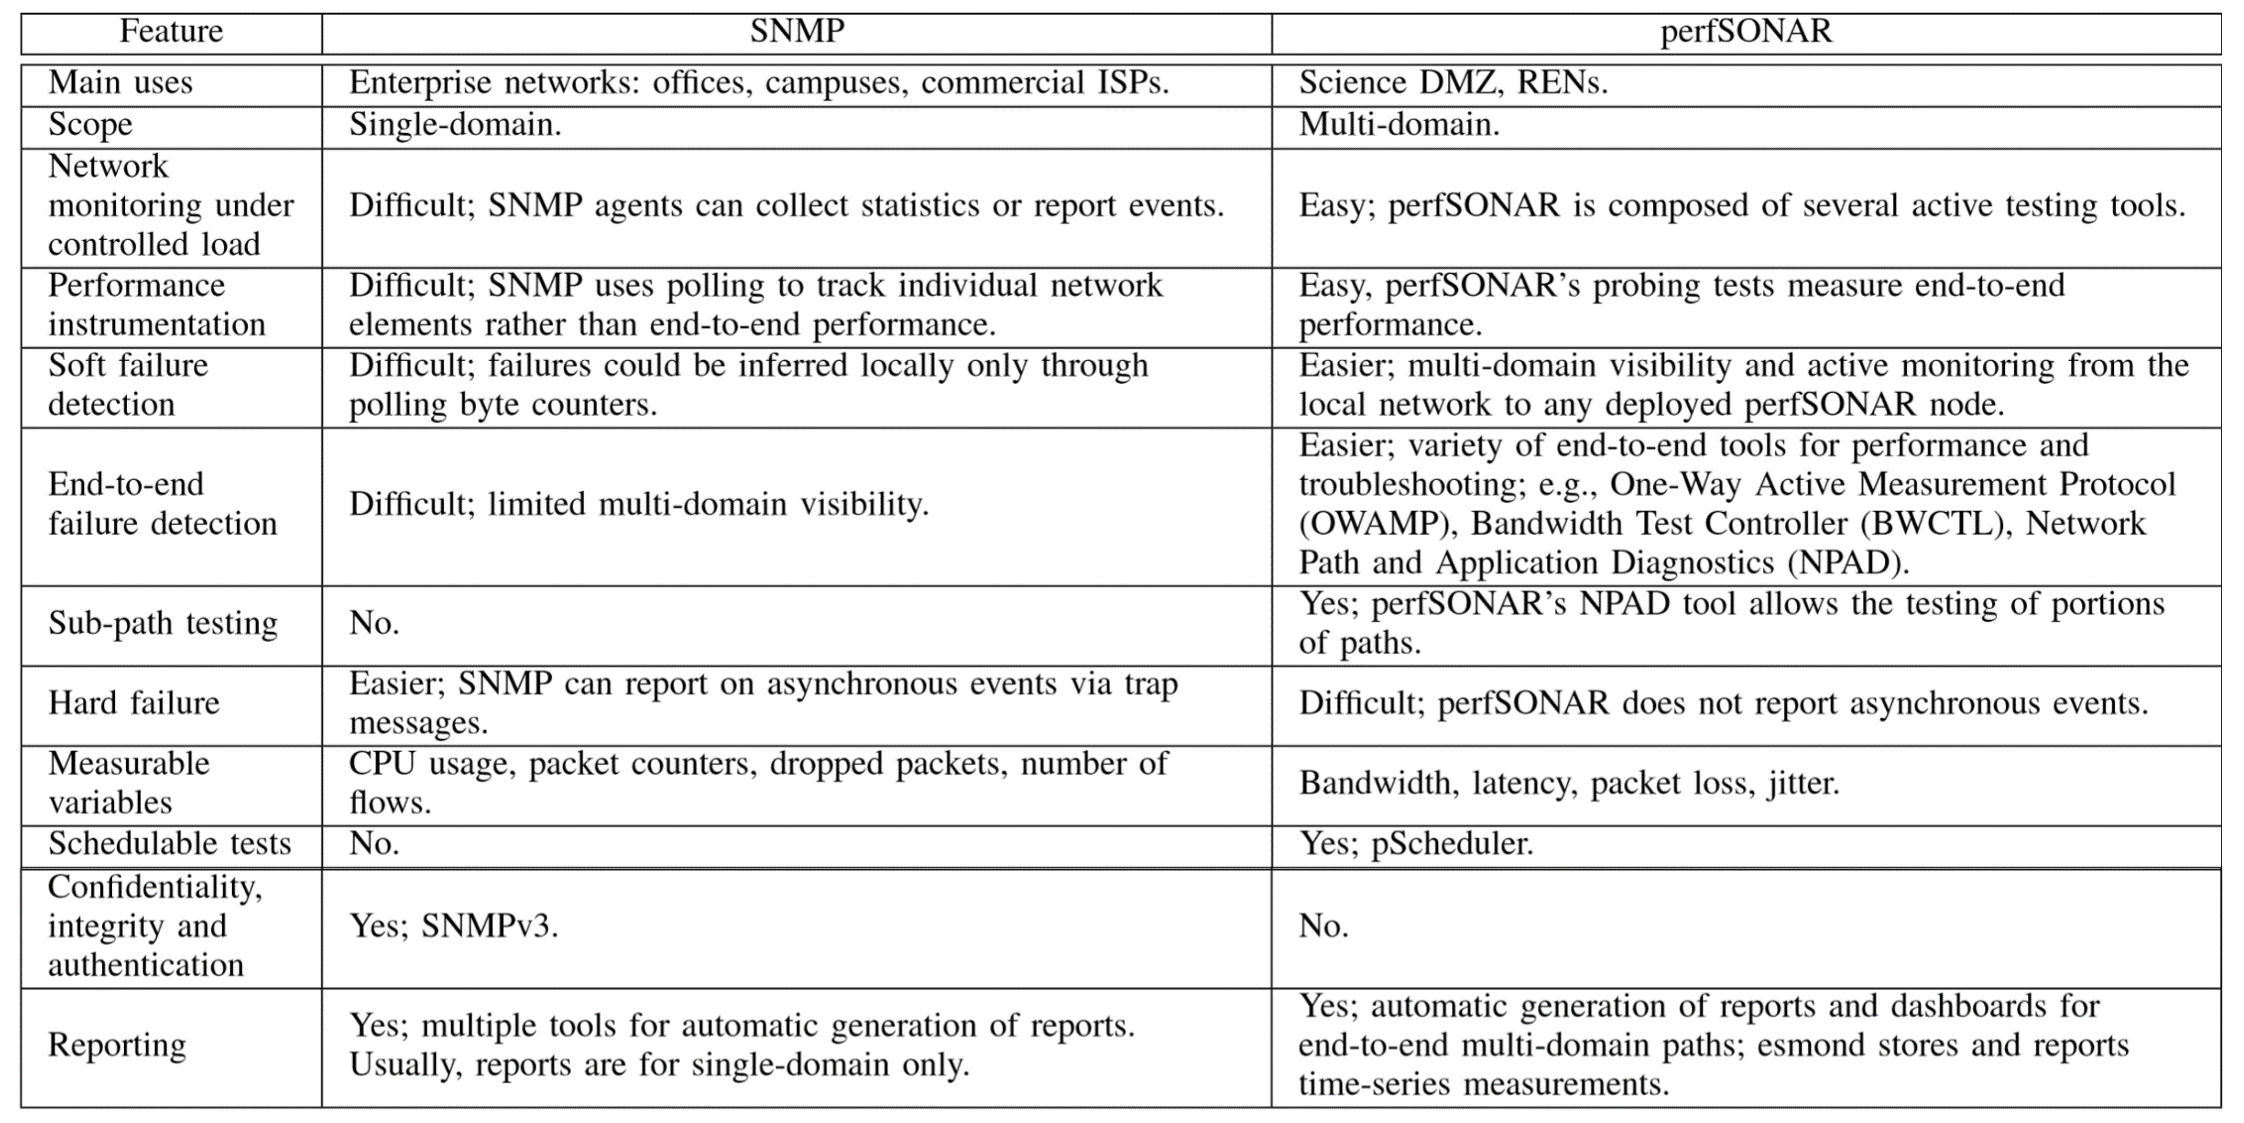 Feature
SNMP
perfSONAR
Main uses
Enterprise networks: offices, campuses, commercial ISPs.
Science DMZ, RENs.
Scope
Single-domain.
Multi-domain.
Network
monitoring under
controlled load
Difficult; SNMP agents can collect statistics or report events.
Easy; perfSONAR is composed of several active testing tools.
Performance
instrumentation
Difficult; SNMP uses polling to track individual network
elements rather than end-to-end performance.
Easy, perfSONAR's probing tests measure end-to-end
performance.
Soft failure
detection
Difficult; failures could be inferred locally only through
polling byte counters.
Easier; multi-domain visibility and active monitoring from the
local network to any deployed perfSONAR node.
End-to-end
failure detection
Difficult; limited multi-domain visibility.
Easier; variety of end-to-end tools for performance and
troubleshooting; e.g., One-Way Active Measurement Protocol
(OWAMP), Bandwidth Test Controller (BWCTL), Network
Path and Application Diagnostics (NPAD).
Sub-path testing
No.
Yes; perfSONAR's NPAD tool allows the testing of portions
of paths.
Hard failure
Easier; SNMP can report on asynchronous events via trap
messages.
Difficult; perfSONAR does not report asynchronous events.
Measurable
variables
CPU usage, packet counters, dropped packets, number of
flows.
Bandwidth, latency, packet loss, jitter.
Schedulable tests
No.
Yes; pScheduler.
Confidentiality,
integrity and
authentication
Yes; SNMPv3.
No.
Reporting
Yes; multiple tools for automatic generation of reports.
Usually, reports are for single-domain only.
Yes; automatic generation of reports and dashboards for
end-to-end multi-domain paths; esmond stores and reports
time-series measurements.